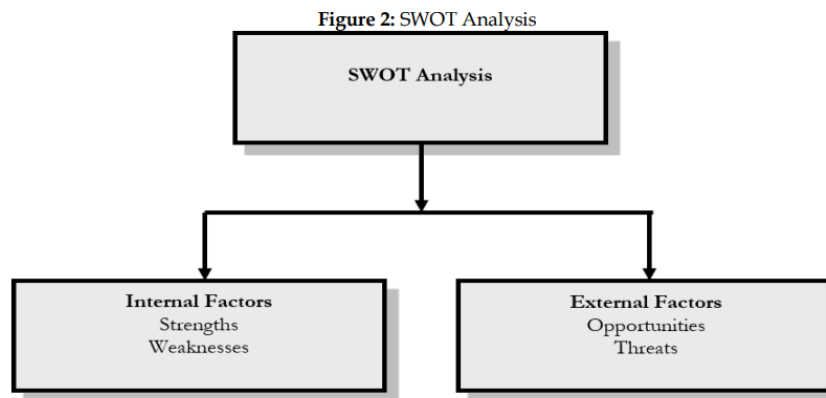 Figure 2: SWOT Analysis
SWOT Analysis
Internal Factors
Strengths
Weaknesses
External Factors
Opportunities
Threats